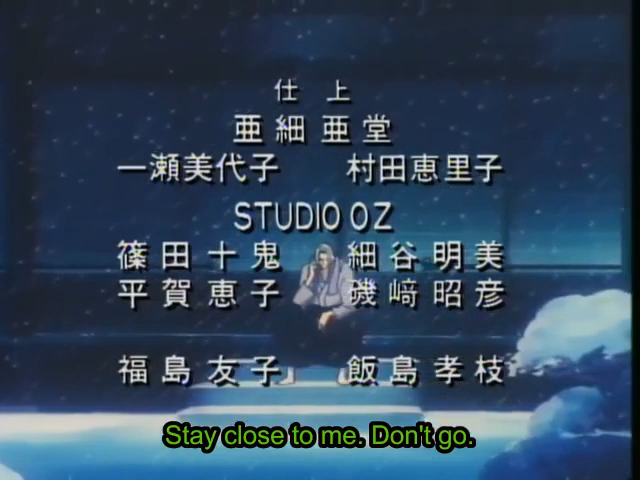 仕上
亜細亜堂
一瀬美代子 村田恵里子
STUDIO OZ
篠田十鬼 細谷明美
平賀恵子 磯﨑昭彦
福島友子 飯島孝枝
Stay close to me. Don't go.